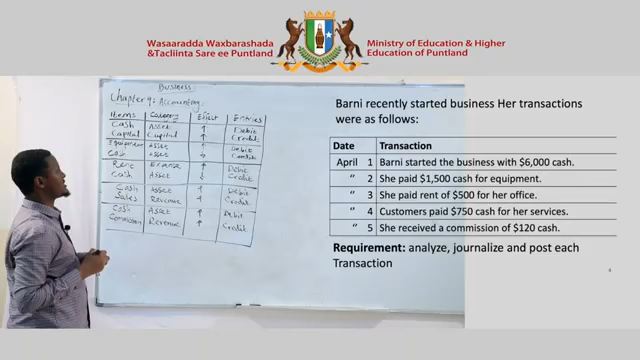 Wasaaradda Waxbarashada
&Tacliinta Sare ee Puntland
Ministry of Education & Higher
Education of Puntland
Business
Chapter 4: Accounting:
Items Category Effect Entries
Cash Asset ↑ Debit
Capital Capital ↑ Credit
Equipment Asset ↑ Debit
Cash Asset ↓ Credit
Rent Expense ↑ Debit
Cash Asset ↓ Credit
Cash Asset ↑ Debit
Sales Revenue ↑ Credit
Cash Asset ↑ Debit
Commission Revenue ↑ Credit
Barni recently started business Her transactions
were as follows:
Date Transaction
April 1 Barni started the business with $6,000 cash.
" 2 She paid $1,500 cash for equipment.
" 3 She paid rent of $500 for her office.
" 4 Customers paid $750 cash for her services.
" 5 She received a commission of $120 cash.
Requirement: analyze, journalize and post each
Transaction
4